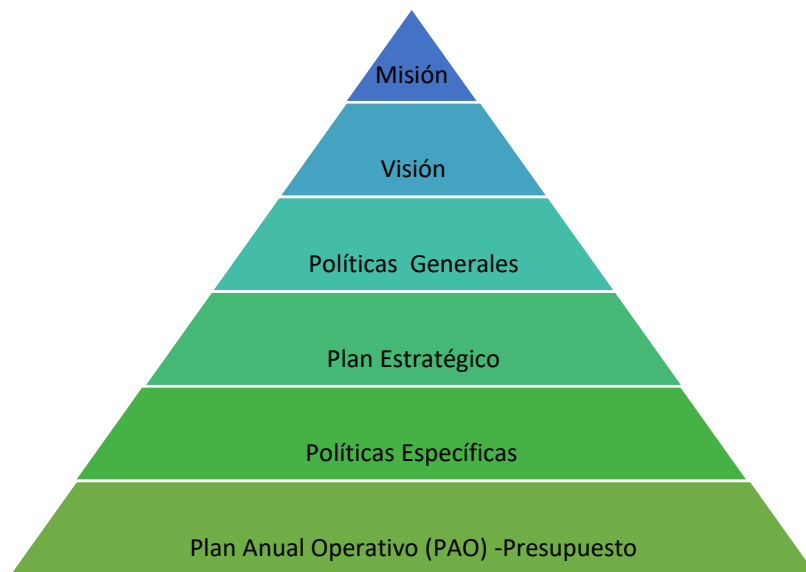 Misión
Visión
Políticas Generales
Plan Estratégico
Políticas Específicas
Plan Anual Operativo (PAO) -Presupuesto